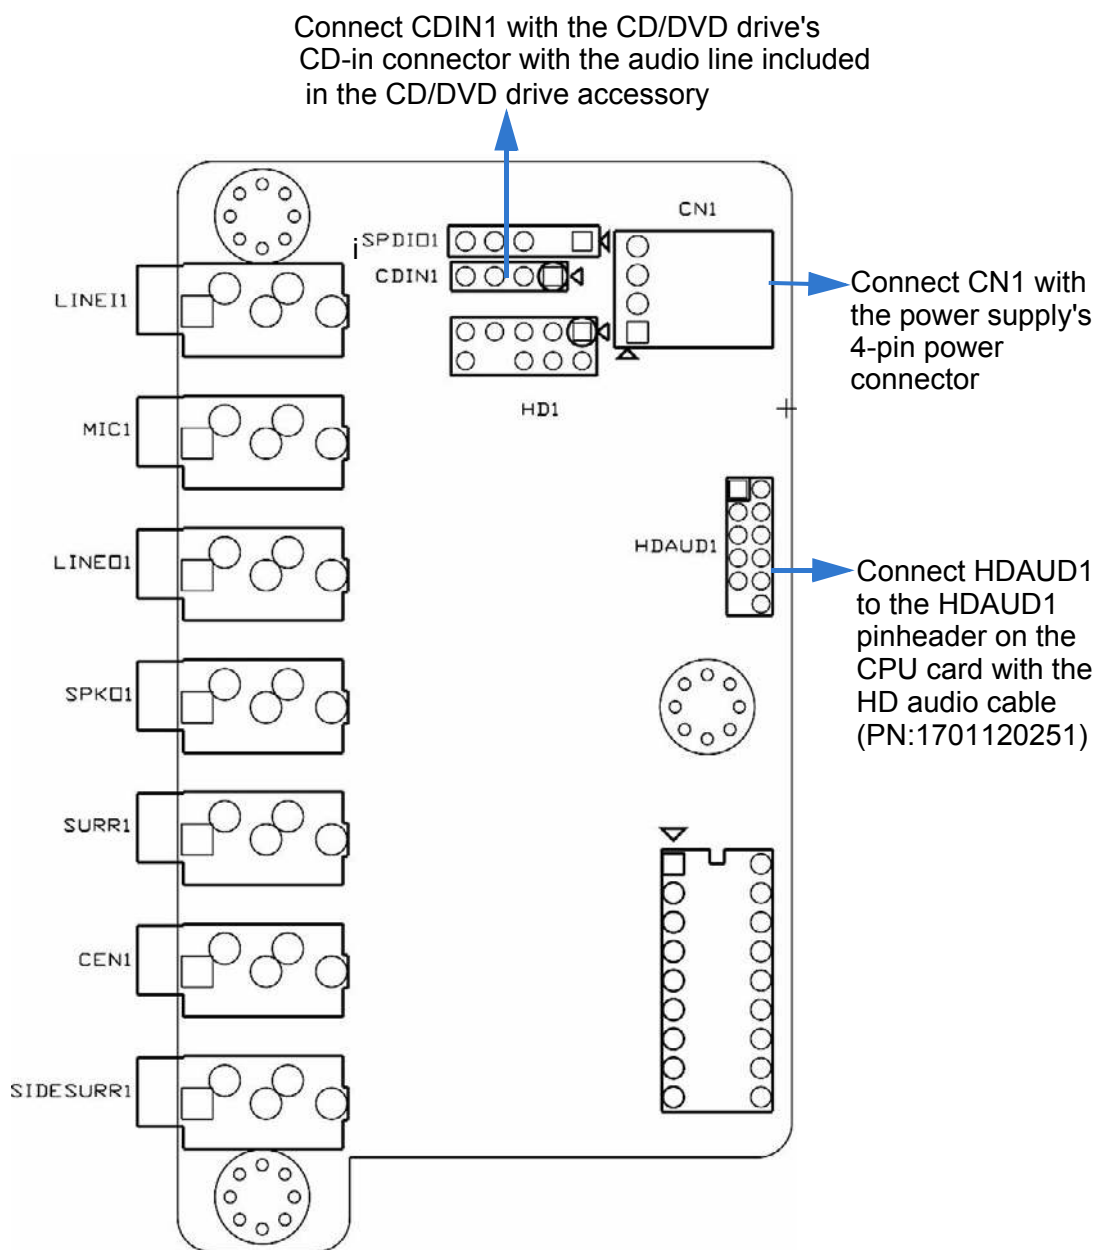 Connect CDIN1 with the CD/DVD drive's
CD-in connector with the audio line included
in the CD/DVD drive accessory
CN1
i
SPDIO1
CDIN1
LINEI1
Connect CN1 with
the power supply's
4-pin power
connector
HD1
MIC1
HDAUD1
LINEO1
Connect HDAUD1
to the HDAUD1
pinheader on the
CPU card with the
HD audio cable
(PN:1701120251)
SPKO1
SURR1
CEN1
SIDESURR1